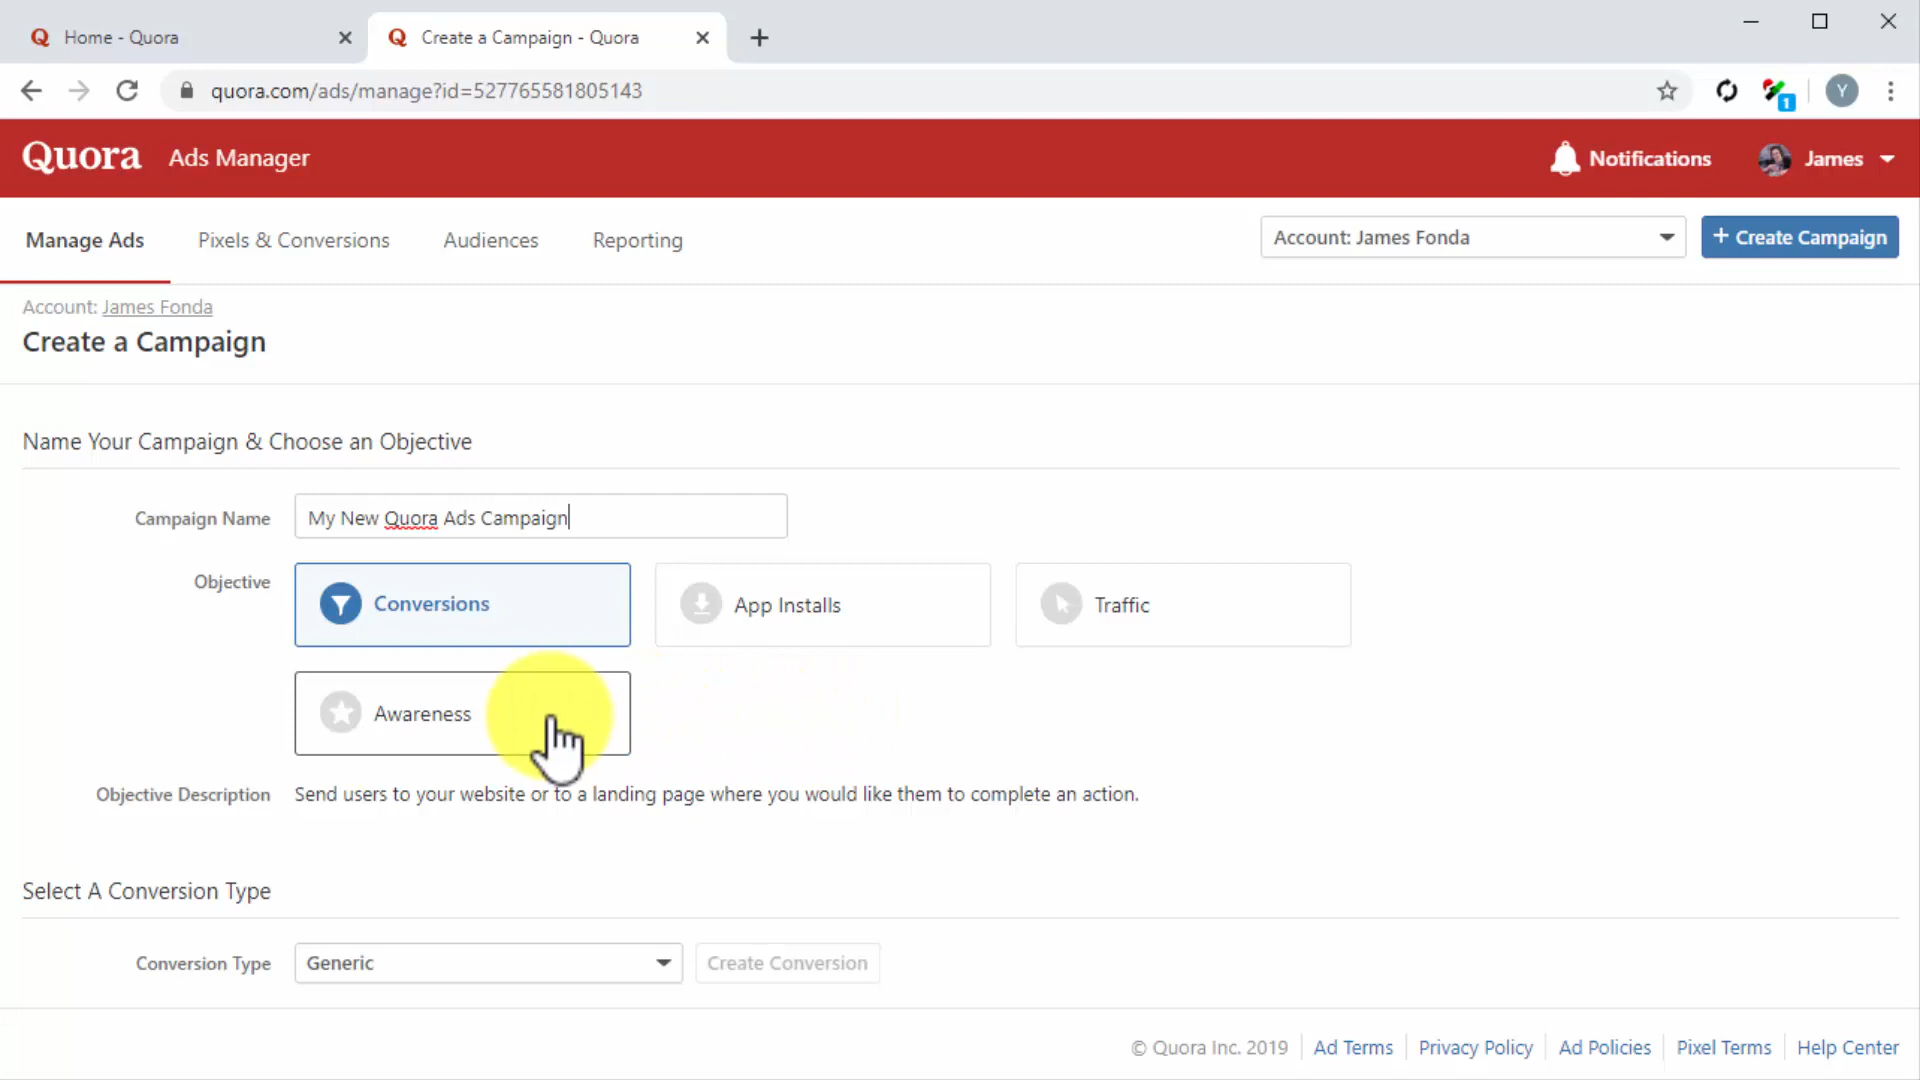 Home - Quora
Create a Campaign - Quora
quora.com/ads/manage?id=527765581805143
1
Y
Quora Ads Manager
Notifications
James
Manage Ads
Pixels & Conversions
Audiences
Reporting
Account: James Fonda
+ Create Campaign
Account: James Fonda
Create a Campaign
Name Your Campaign & Choose an Objective
Campaign Name
My New Quora Ads Campaign
Objective
Conversions
App Installs
Traffic
Awareness
Objective Description
Send users to your website or to a landing page where you would like them to complete an action.
Select A Conversion Type
Conversion Type
Generic
Create Conversion
© Quora Inc. 2019
Ad Terms
Privacy Policy
Ad Policies
Pixel Terms
Help Center